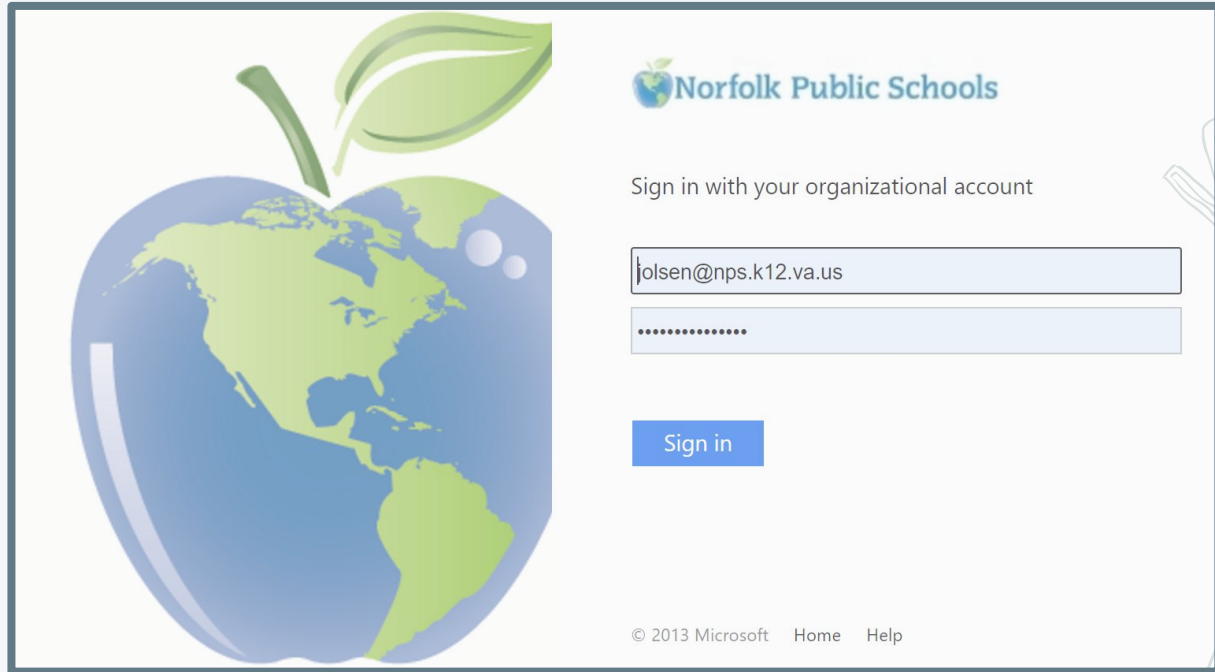 Norfolk Public Schools
Sign in with your organizational account
jolsen@nps.k12.va.us
•••••••••••••••
Sign in
© 2013 Microsoft Home Help